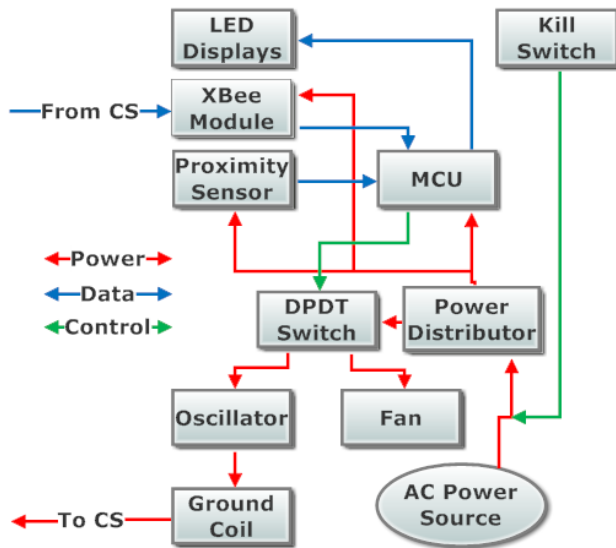 LED
Displays
Kill
Switch
From CS
XBee
Module
Proximity
Sensor
MCU
Power
Data
Control
DPDT
Switch
Power
Distributor
Oscillator
Fan
To CS
Ground
Coil
AC Power
Source